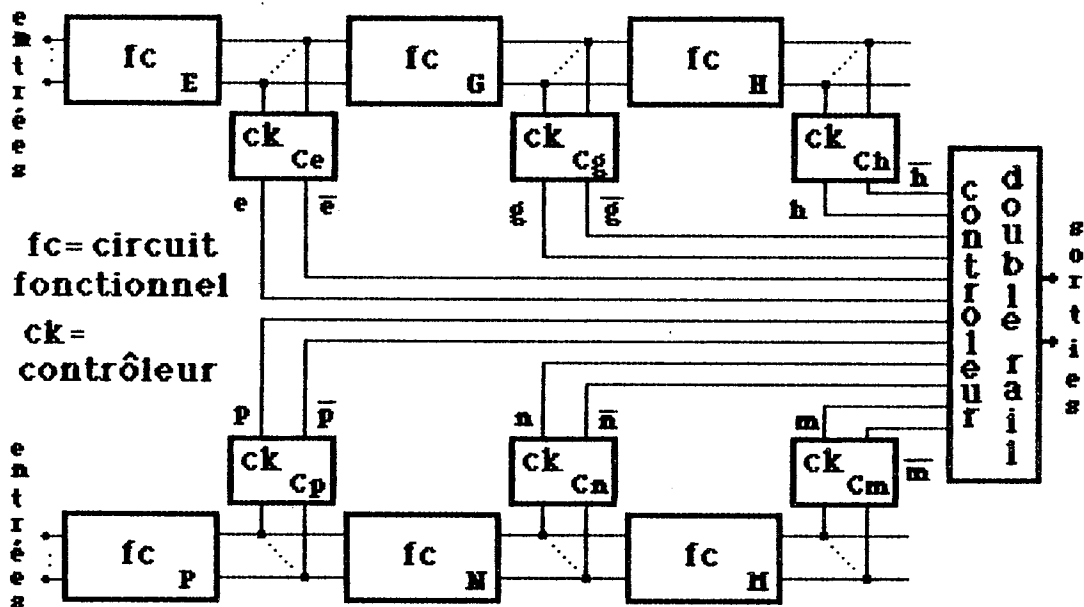 entrées
fc E
fc G
fc H
ck Ce
ck Cg
ck Ch
e e̅
g g̅
h h̅
fc= circuit
fonctionnel
ck=
contrôleur
controleur
double rail
sorties
p p̅
n n̅
m m̅
ck Cp
ck Cn
ck Cm
entrées
fc P
fc N
fc M